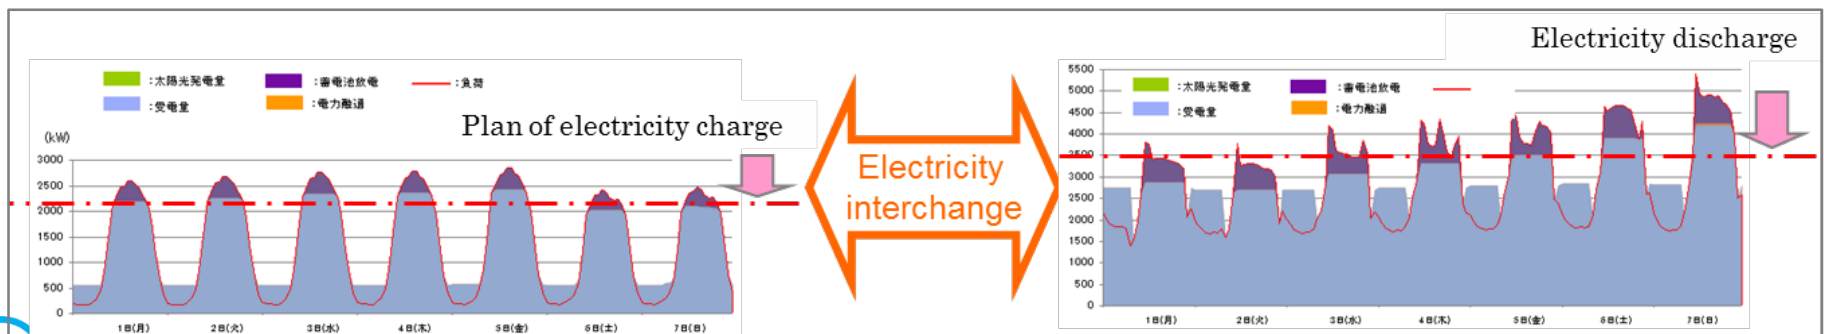 Electricity discharge
:太陽光発電量 :蓄電池放電 :負荷
:受電量 :電力融通
Plan of electricity charge
(kW)
3000
2500
2000
1500
1000
500
0
1日(月) 2日(火) 3日(水) 4日(木) 5日(金) 6日(土) 7日(日)
Electricity
interchange
:太陽光発電量 :蓄電池放電
:受電量 :電力融通
5500
5000
4500
4000
3500
3000
2500
2000
1500
1000
500
0
1日(月) 2日(火) 3日(水) 4日(木) 5日(金) 6日(土) 7日(日)